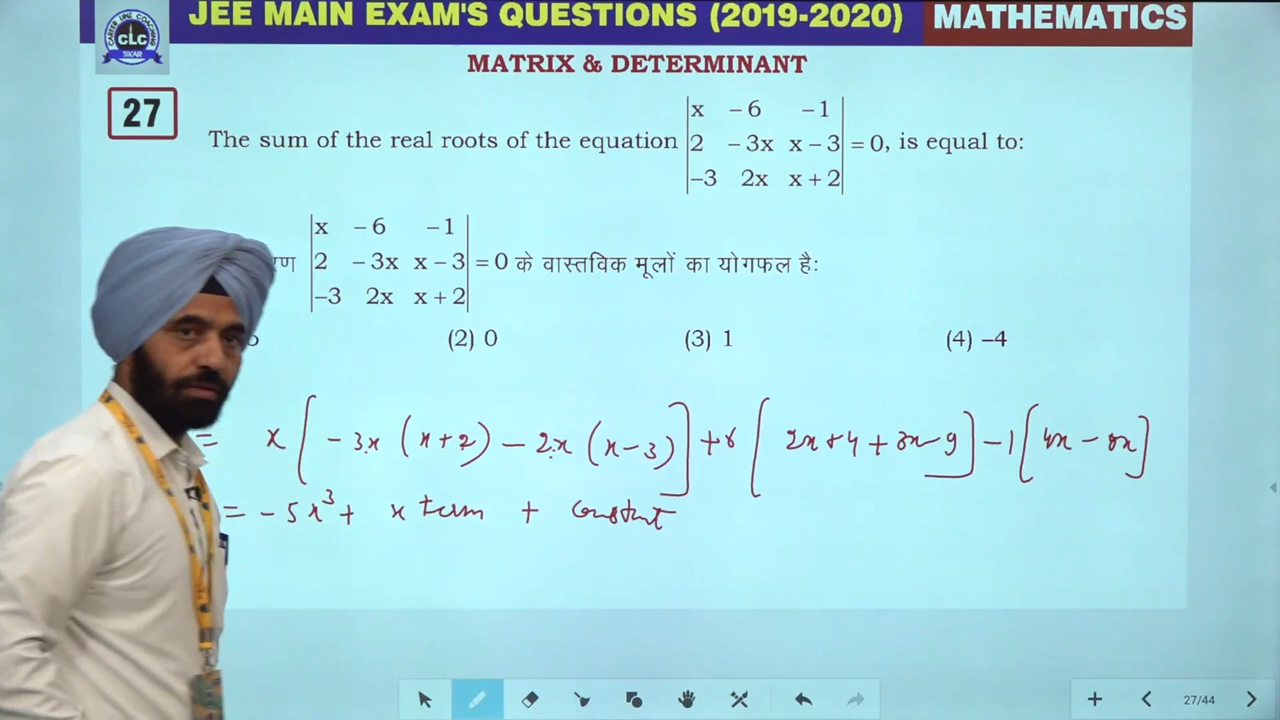 JEE MAIN EXAM'S QUESTIONS (2019-2020) MATHEMATICS
CLC
SIKAR
MATRIX & DETERMINANT
27
The sum of the real roots of the equation |x −6 −1| = 0, is equal to:
|2 −3x x−3|
|−3 2x x+2|
|x −6 −1|
|2 −3x x−3| = 0 के वास्तविक मूलों का योगफल है:
|−3 2x x+2|
(2) 0 (3) 1 (4) −4
= x [−3x (x+2) − 2x (x−3)] + 6 [2x+4+3x−9] −1 [4x − 9x]
= −5x³ + x term + constant
27/44